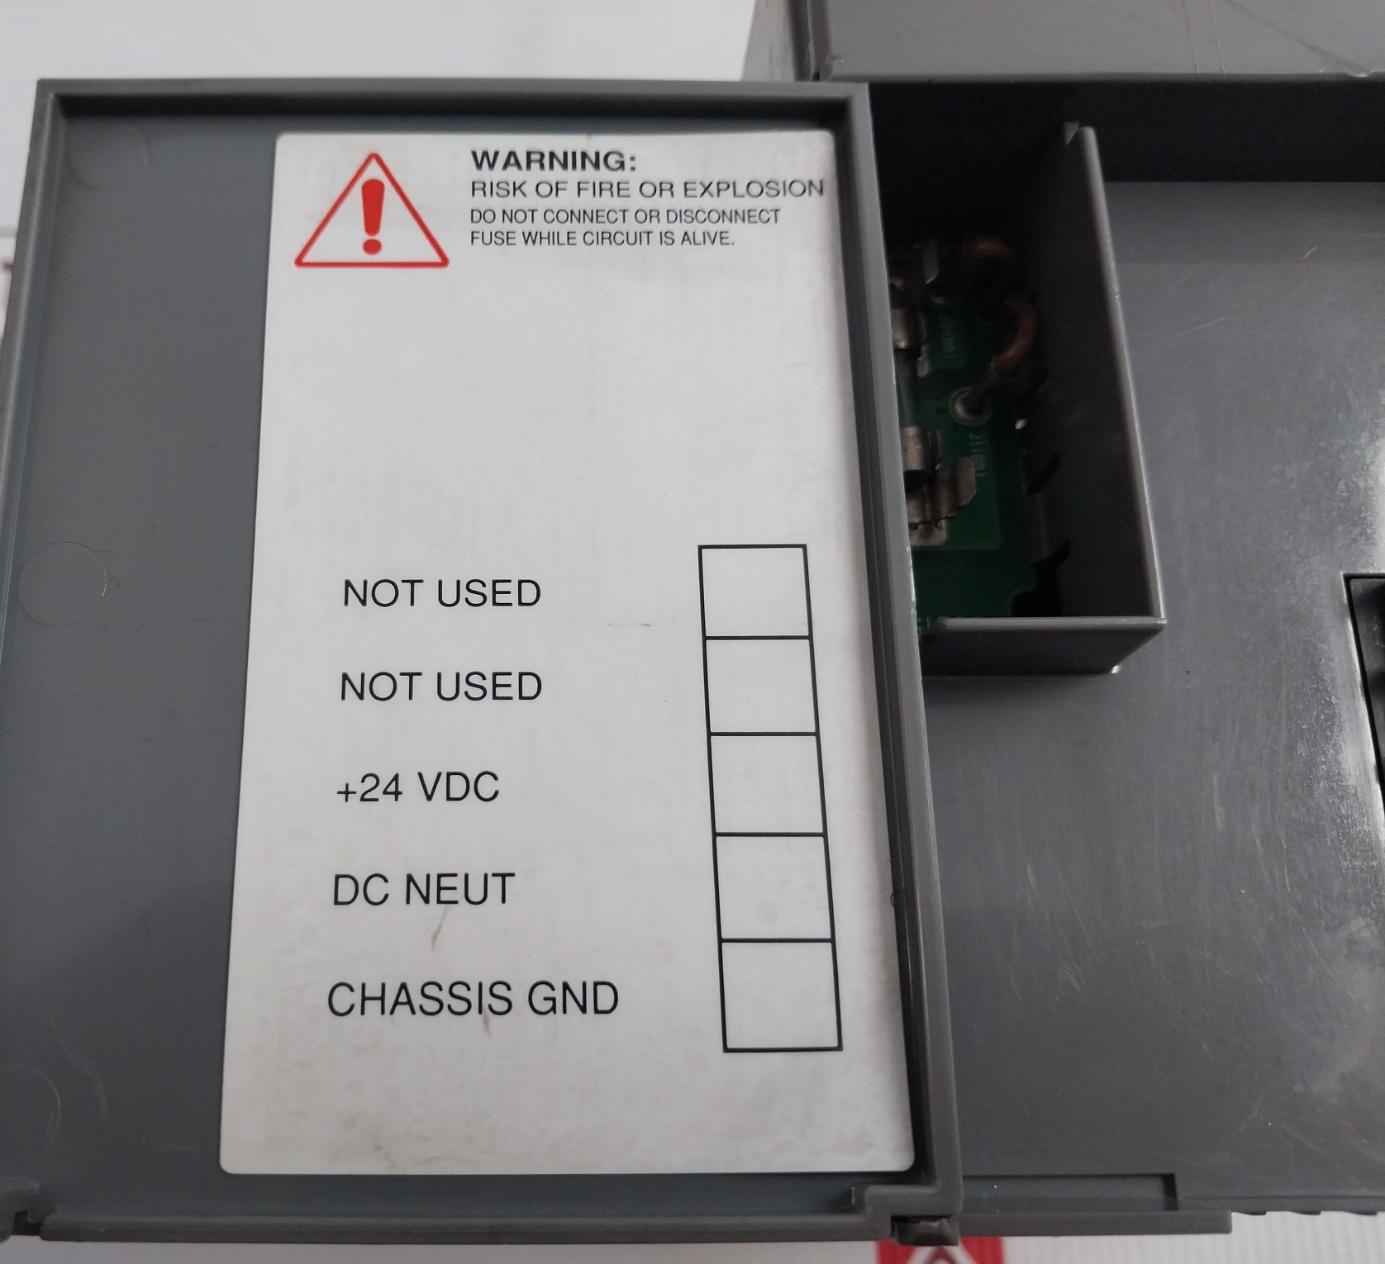 WARNING:
RISK OF FIRE OR EXPLOSION
DO NOT CONNECT OR DISCONNECT
FUSE WHILE CIRCUIT IS ALIVE.
NOT USED
NOT USED
+24 VDC
DC NEUT
CHASSIS GND